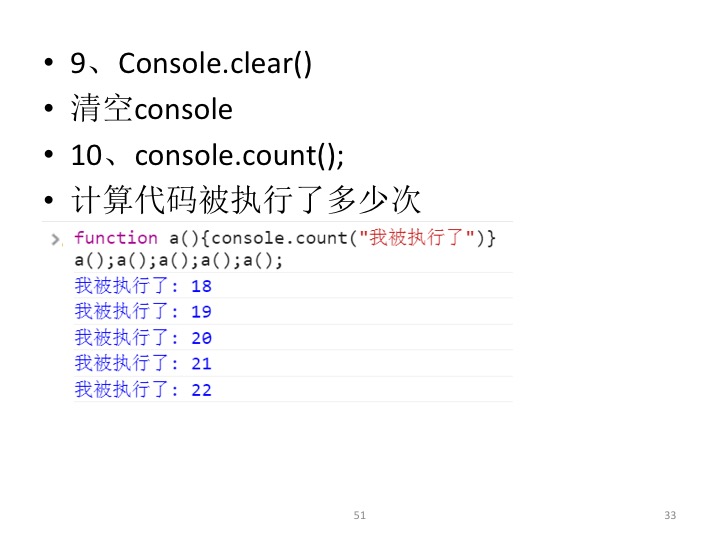 • 9、Console.clear()
• 清空console
• 10、console.count();
• 计算代码被执行了多少次
> function a(){console.count("我被执行了")}
a();a();a();a();a();
我被执行了: 18
我被执行了: 19
我被执行了: 20
我被执行了: 21
我被执行了: 22
51
33